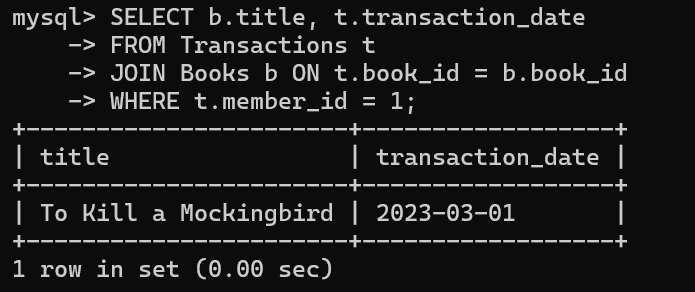 mysql> SELECT b.title, t.transaction_date
    -> FROM Transactions t
    -> JOIN Books b ON t.book_id = b.book_id
    -> WHERE t.member_id = 1;
+-----------------------+------------------+
| title                 | transaction_date |
+-----------------------+------------------+
| To Kill a Mockingbird | 2023-03-01       |
+-----------------------+------------------+
1 row in set (0.00 sec)